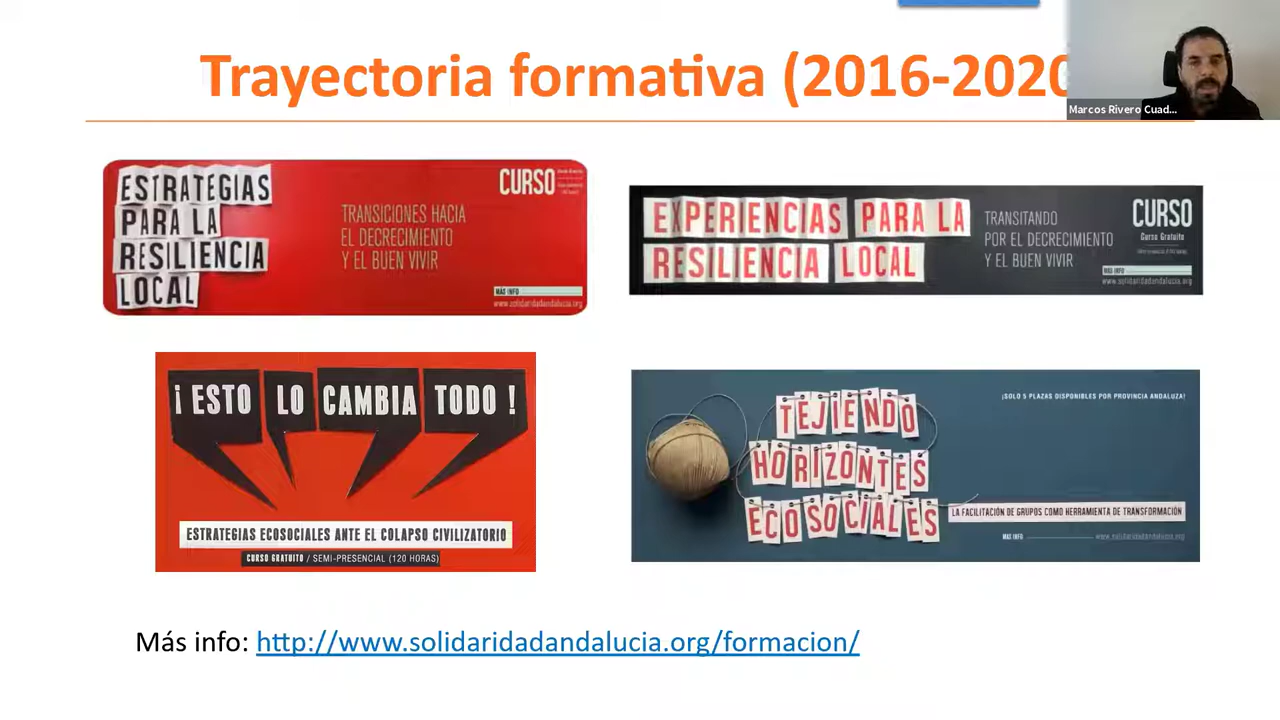 Trayectoria formativa (2016-2020
Marcos Rivero Cuad...
ESTRATEGIAS
PARA LA
RESILIENCIA
LOCAL
TRANSICIONES HACIA
EL DECRECIMIENTO
Y EL BUEN VIVIR
CURSO
MÁS INFO
www.solidaridadandalucia.org
EXPERIENCIAS PARA LA
RESILIENCIA LOCAL
TRANSITANDO
POR EL DECRECIMIENTO
Y EL BUEN VIVIR
CURSO
Curso Gratuito
MÁS INFO
www.solidaridadandalucia.org
¡ESTO LO CAMBIA TODO!
ESTRATEGIAS ECOSOCIALES ANTE EL COLAPSO CIVILIZATORIO
CURSO GRATUITO / SEMI-PRESENCIAL (120 HORAS)
¡SOLO 5 PLAZAS DISPONIBLES POR PROVINCIA ANDALUZA!
TEJIENDO
HORIZONTES
ECOSOCIALES
LA FACILITACIÓN DE GRUPOS COMO HERRAMIENTA DE TRANSFORMACIÓN
MÁS INFO
www.solidaridadandalucia.org
Más info: http://www.solidaridadandalucia.org/formacion/